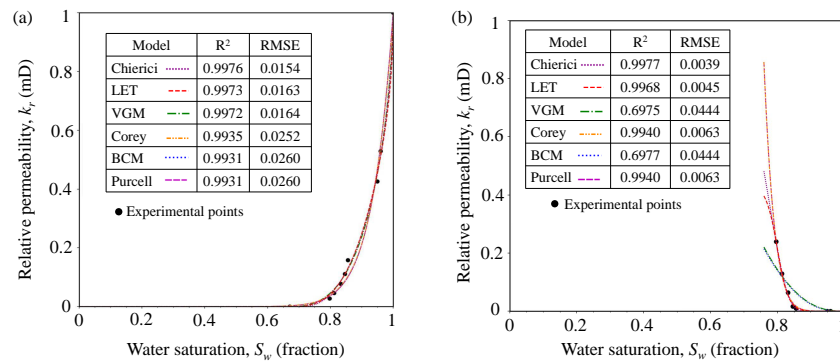 (a)
Relative permeability, kᵣ (mD)
1
0.8
0.6
0.4
0.2
0
Model R² RMSE
Chierici 0.9976 0.0154
LET 0.9973 0.0163
VGM 0.9972 0.0164
Corey 0.9935 0.0252
BCM 0.9931 0.0260
Purcell 0.9931 0.0260
Experimental points
0 0.2 0.4 0.6 0.8 1
Water saturation, S_w (fraction)
(b)
Relative permeability, kᵣ (mD)
1
0.8
0.6
0.4
0.2
0
Model R² RMSE
Chierici 0.9977 0.0039
LET 0.9968 0.0045
VGM 0.6975 0.0444
Corey 0.9940 0.0063
BCM 0.6977 0.0444
Purcell 0.9940 0.0063
Experimental points
0 0.2 0.4 0.6 0.8
Water saturation, S_w (fraction)